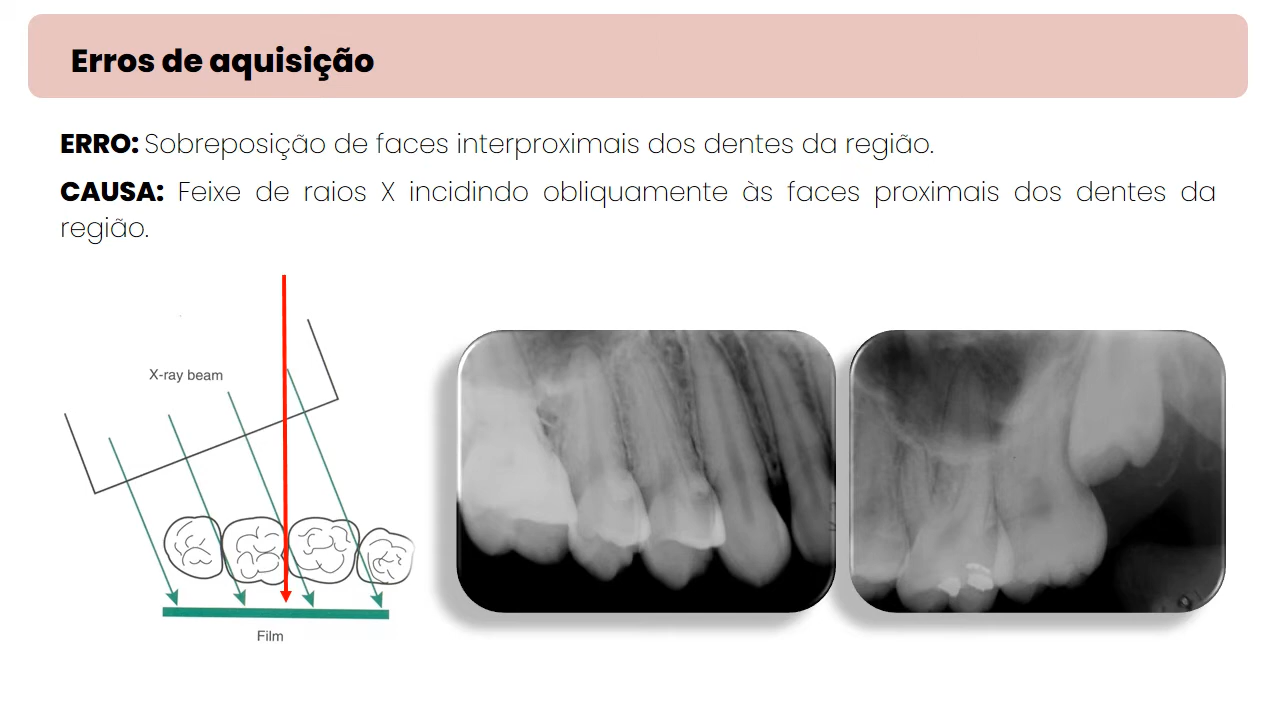 Erros de aquisição
ERRO: Sobreposição de faces interproximais dos dentes da região.
CAUSA: Feixe de raios X incidindo obliquamente às faces proximais dos dentes da
região.
X-ray beam
Film